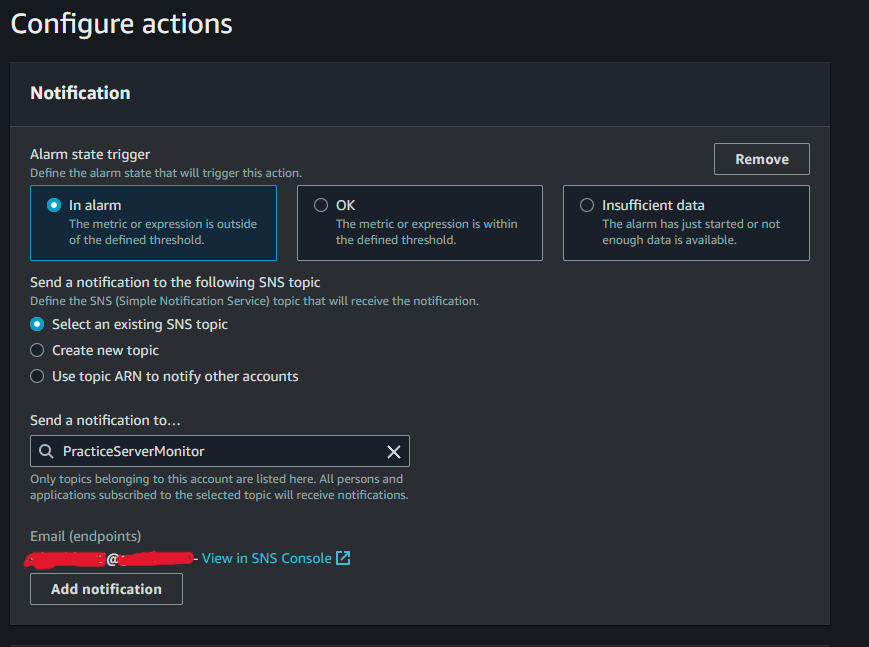 Configure actions
Notification
Alarm state trigger
Define the alarm state that will trigger this action.
Remove
In alarm
The metric or expression is outside
of the defined threshold.
OK
The metric or expression is within
the defined threshold.
Insufficient data
The alarm has just started or not
enough data is available.
Send a notification to the following SNS topic
Define the SNS (Simple Notification Service) topic that will receive the notification.
Select an existing SNS topic
Create new topic
Use topic ARN to notify other accounts
Send a notification to…
PracticeServerMonitor
Only topics belonging to this account are listed here. All persons and
applications subscribed to the selected topic will receive notifications.
Email (endpoints)
@ - View in SNS Console
Add notification